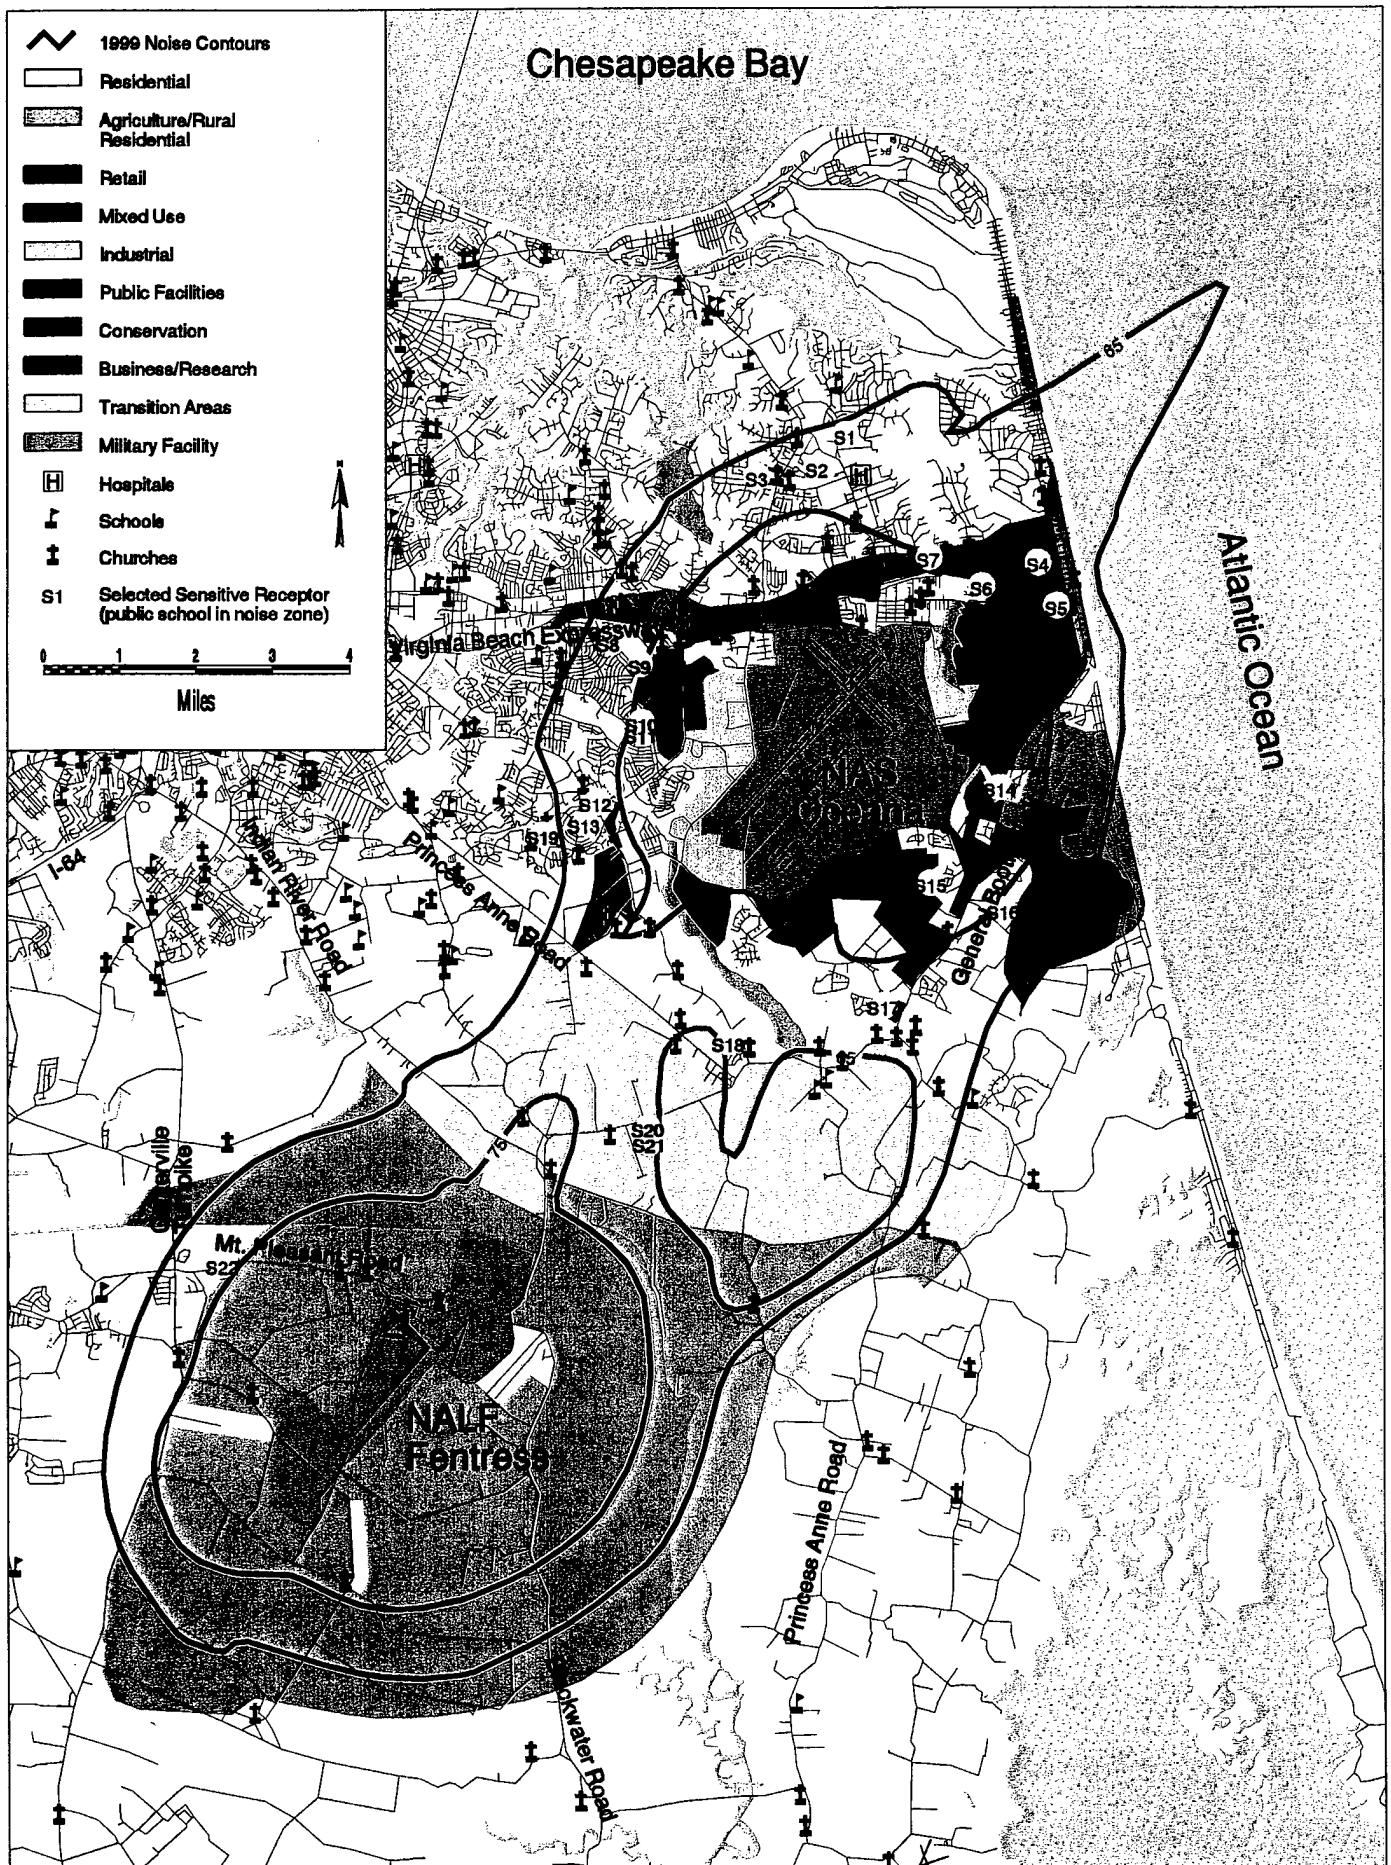 Chesapeake Bay
1999 Noise Contours
Residential
Agriculture/Rural
Residential
Retail
Mixed Use
Industrial
Public Facilities
Conservation
Business/Research
Transition Areas
Military Facility
H Hospitals
Schools
Churches
S1 Selected Sensitive Receptor
(public school in noise zone)
N
0 1 2 3 4
Miles
65
S1
S2
S3
H
H
S7
S4
S6
S5
Virginia Beach Expressway
S8
S9
S10
Atlantic Ocean
NAS
Oceana
S14
S12
S13
S19
I-64
Indian River Road
Princess Anne Road
S15
S16
General Booth
S17
S18
S20
S21
75
Mt. Pleasant Road
S22
NALF
Fentress
Princess Anne Road